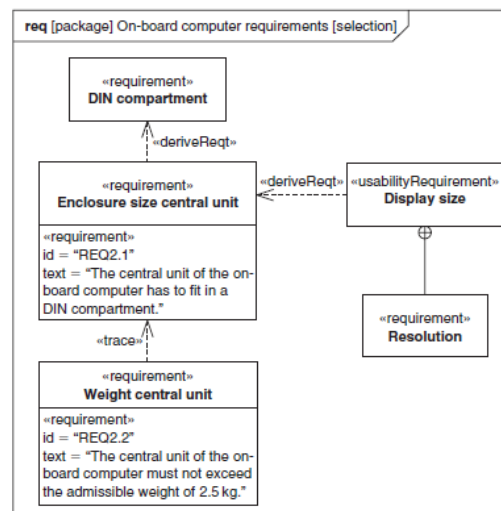 req [package] On-board computer requirements [selection]
«requirement»
DIN compartment
«deriveReqt»
«requirement»
Enclosure size central unit
«requirement»
id = “REQ2.1”
text = “The central unit of the on-
board computer has to fit in a
DIN compartment.”
«deriveReqt»
«usabilityRequirement»
Display size
«trace»
«requirement»
Resolution
«requirement»
Weight central unit
«requirement»
id = “REQ2.2”
text = “The central unit of the on-
board computer must not exceed
the admissible weight of 2.5 kg.”